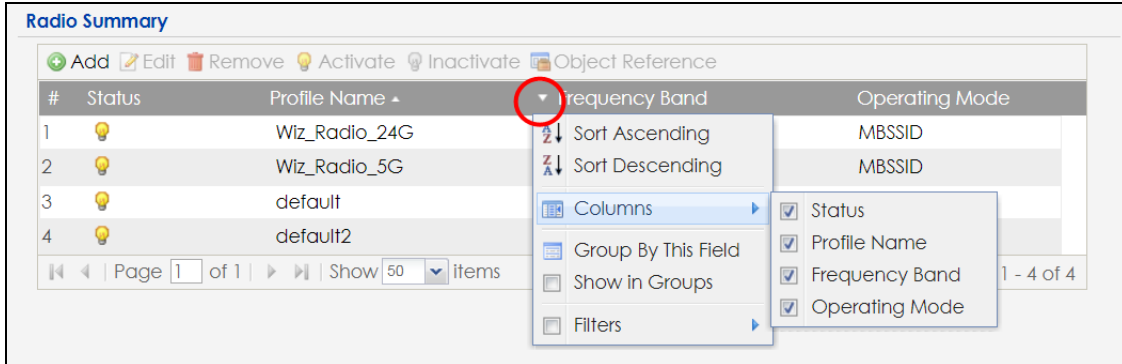 Radio Summary
Add Edit Remove Activate Inactivate Object Reference
# Status Profile Name Frequency Band Operating Mode
1 Wiz_Radio_24G MBSSID
2 Wiz_Radio_5G MBSSID
3 default
4 default2
Page 1 of 1 Show 50 items 1 - 4 of 4
Sort Ascending
Sort Descending
Columns
Group By This Field
Show in Groups
Filters
Status
Profile Name
Frequency Band
Operating Mode